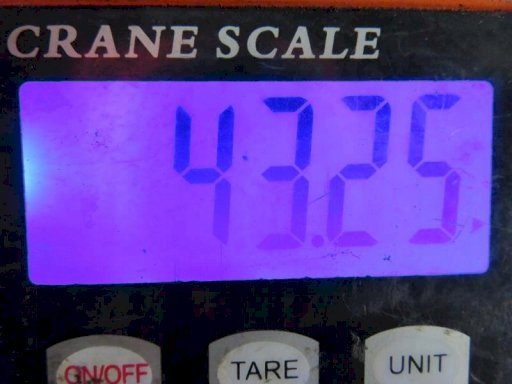 CRANE SCALE
43.25
ON/OFF TARE UNIT